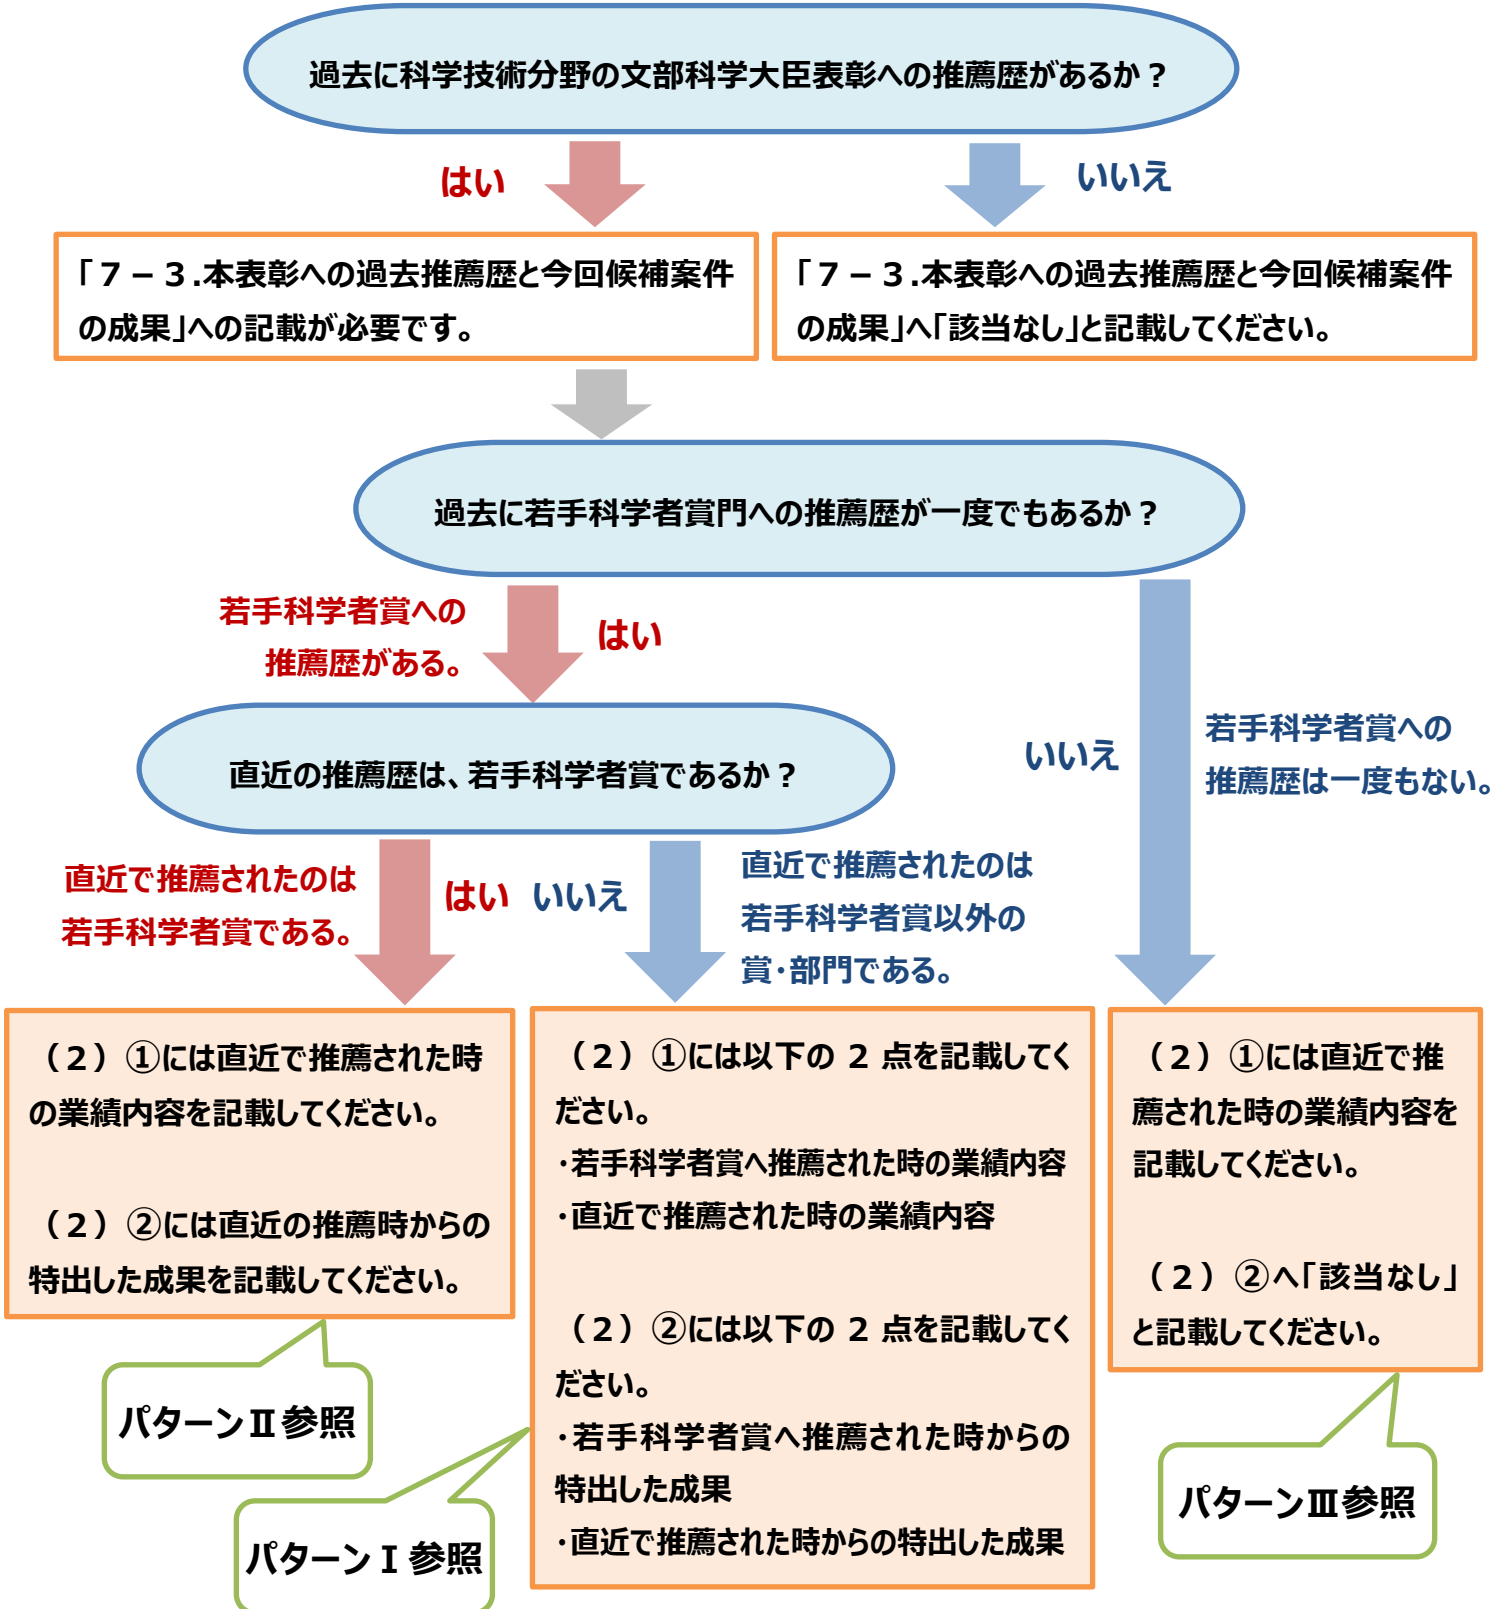 過去に科学技術分野の文部科学大臣表彰への推薦歴があるか？
はい
いいえ
「７－３.本表彰への過去推薦歴と今回候補案件
の成果」への記載が必要です。
「７－３.本表彰への過去推薦歴と今回候補案件
の成果」へ「該当なし」と記載してください。
過去に若手科学者賞門への推薦歴が一度でもあるか？
若手科学者賞への
推薦歴がある。
はい
いいえ
若手科学者賞への
推薦歴は一度もない。
直近の推薦歴は、若手科学者賞であるか？
直近で推薦されたのは
若手科学者賞である。
はい
いいえ
直近で推薦されたのは
若手科学者賞以外の
賞・部門である。
（２）①には直近で推薦された時
の業績内容を記載してください。
（２）②には直近の推薦時からの
特出した成果を記載してください。
（２）①には以下の 2 点を記載してく
ださい。
・若手科学者賞へ推薦された時の業績内容
・直近で推薦された時の業績内容
（２）②には以下の 2 点を記載してく
ださい。
・若手科学者賞へ推薦された時からの
特出した成果
・直近で推薦された時からの特出した成果
（２）①には直近で推
薦された時の業績内容を
記載してください。
（２）②へ「該当なし」
と記載してください。
パターンⅡ参照
パターンⅠ参照
パターンⅢ参照